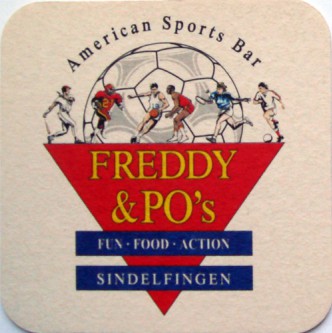 American Sports Bar
FREDDY
& PO's
FUN · FOOD · ACTION
SINDELFINGEN